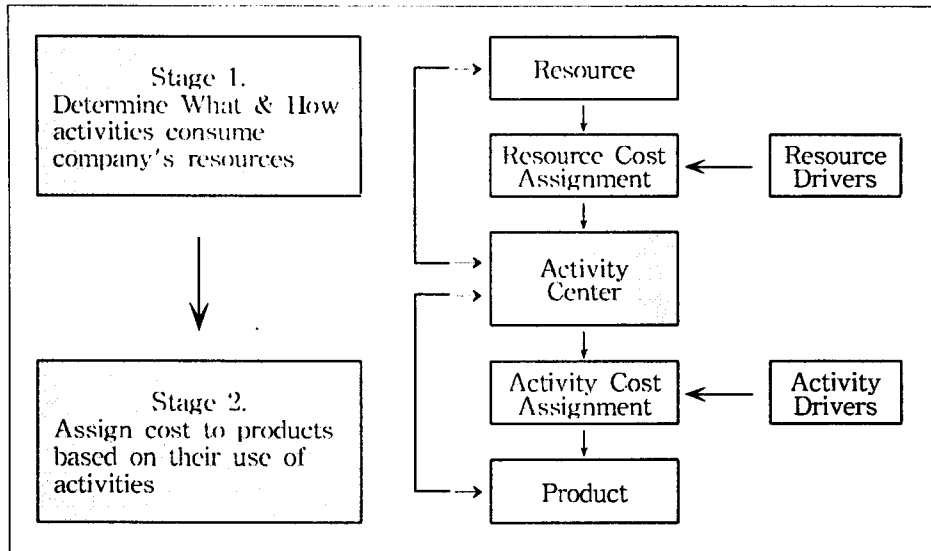 Stage 1.
Determine What & How
activities consume
company's resources
Stage 2.
Assign cost to products
based on their use of
activities
Resource
Resource Cost
Assignment
Resource
Drivers
Activity
Center
Activity Cost
Assignment
Activity
Drivers
Product